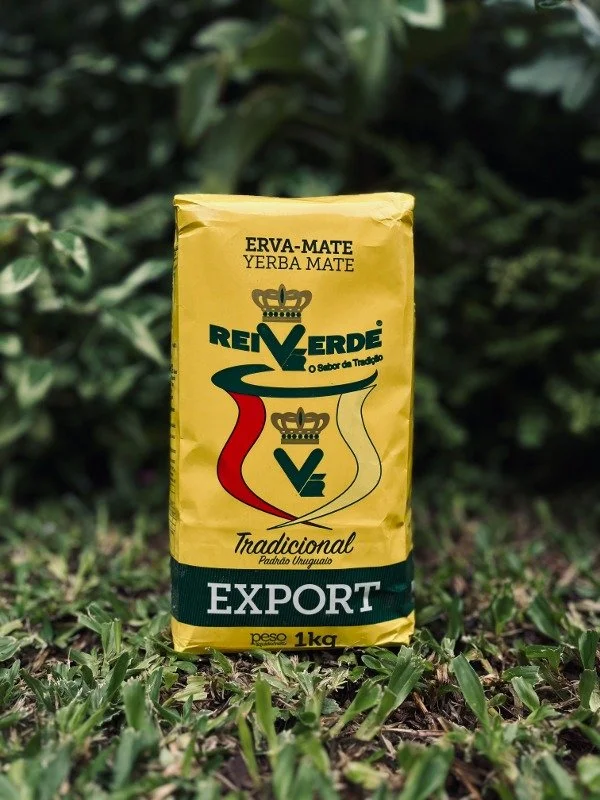 ERVA-MATE
YERBA MATE
REI VERDE®
O Sabor da Tradição
Tradicional
Padrão Uruguaio
EXPORT
peso 1kg